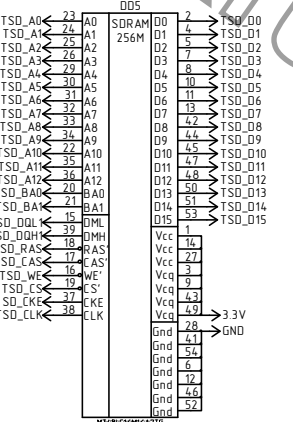 DD5
TSD_A0 23 A0 SDRAM D0 2 TSD_D0
TSD_A1 24 A1 256M D1 4 TSD_D1
TSD_A2 25 A2 D2 5 TSD_D2
TSD_A3 26 A3 D3 7 TSD_D3
TSD_A4 29 A4 D4 8 TSD_D4
TSD_A5 30 A5 D5 10 TSD_D5
TSD_A6 31 A6 D6 11 TSD_D6
TSD_A7 32 A7 D7 13 TSD_D7
TSD_A8 33 A8 D8 42 TSD_D8
TSD_A9 34 A9 D9 44 TSD_D9
TSD_A10 22 A10 D10 45 TSD_D10
TSD_A11 35 A11 D11 47 TSD_D11
TSD_A12 36 A12 D12 48 TSD_D12
TSD_BA0 20 BA0 D13 50 TSD_D13
TSD_BA1 21 BA1 D14 51 TSD_D14
SD_DQL1 15 DML D15 53 TSD_D15
SD_DQH1 39 DMH Vcc 1
TSD_RAS 18 RAS' Vcc 14
TSD_CAS 17 CAS' Vcc 27
TSD_WE 16 WE' Vcq 3
TSD_CS 19 CS' Vcq 9
SD_CKE 37 CKE Vcq 43
TSD_CLK 38 CLK Vcq 49 3.3V
Gnd 28 GND
Gnd 41
Gnd 54
Gnd 6
Gnd 12
Gnd 46
Gnd 52